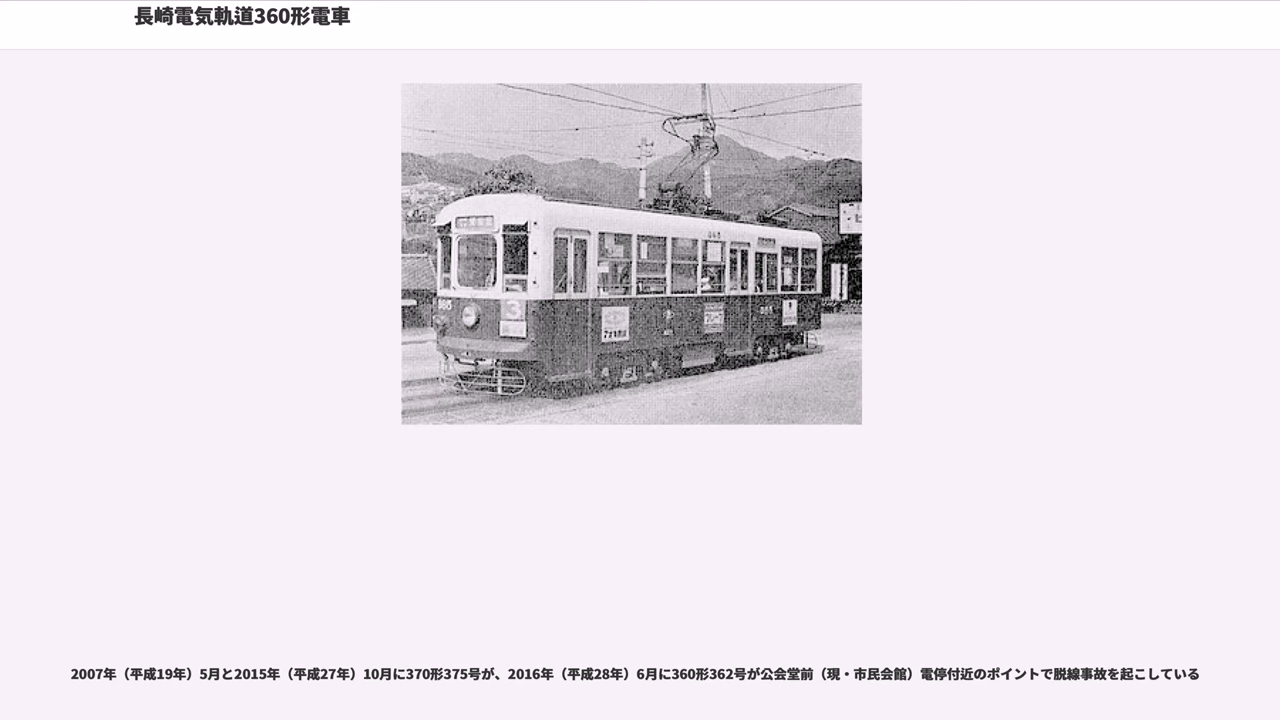 長崎電気軌道360形電車
3
2007年（平成19年）5月と2015年（平成27年）10月に370形375号が、2016年（平成28年）6月に360形362号が公会堂前（現・市民会館）電停付近のポイントで脱線事故を起こしている